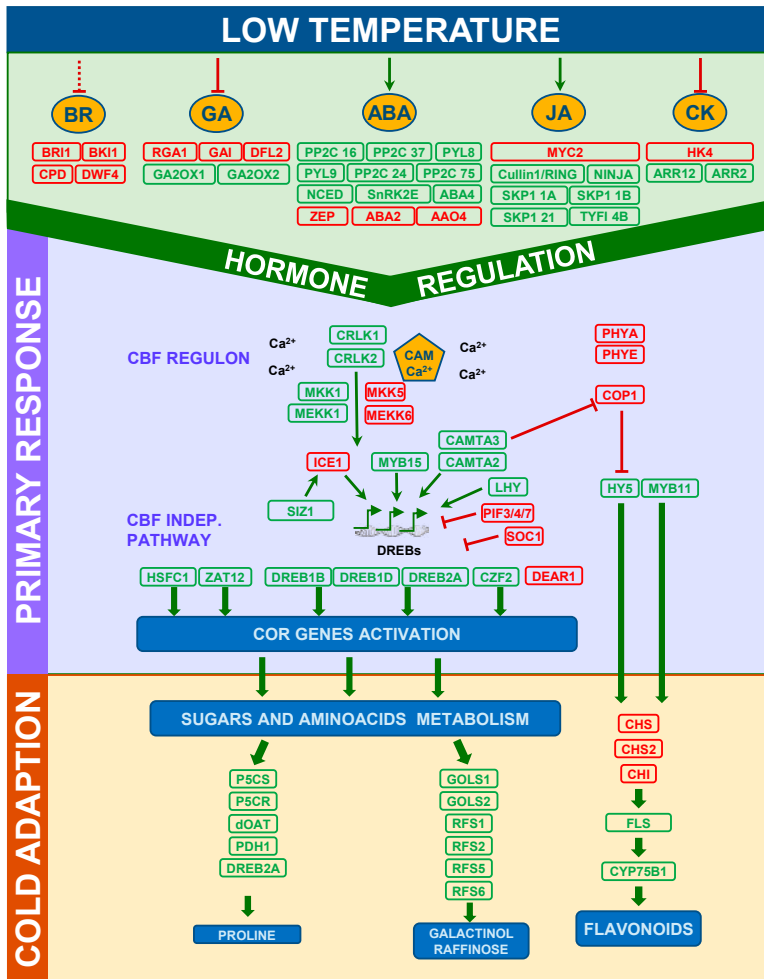 LOW TEMPERATURE
BR GA ABA JA CK
BRI1 BKI1 RGA1 GAI DFL2 PP2C 16 PP2C 37 PYL8 MYC2 HK4
CPD DWF4 GA2OX1 GA2OX2 PYL9 PP2C 24 PP2C 75 Cullin1/RING NINJA ARR12 ARR2
NCED SnRK2E ABA4 SKP1 1A SKP1 1B
ZEP ABA2 AAO4 SKP1 21 TYFI 4B
HORMONE REGULATION
PRIMARY RESPONSE
CBF REGULON
Ca2+ CRLK1 Ca2+
CRLK2 CAM
Ca2+
Ca2+ Ca2+
PHYA
PHYE
MKK1 MKK5
MEKK1 MEKK6
COP1
CAMTA3
ICE1 MYB15 CAMTA2
LHY HY5 MYB11
SIZ1 PIF3/4/7
CBF INDEP.
PATHWAY
SOC1
DREBs
HSFC1 ZAT12 DREB1B DREB1D DREB2A CZF2 DEAR1
COR GENES ACTIVATION
COLD ADAPTION
SUGARS AND AMINOACIDS METABOLISM
P5CS
P5CR
dOAT
PDH1
DREB2A
PROLINE
GOLS1
GOLS2
RFS1
RFS2
RFS5
RFS6
GALACTINOL
RAFFINOSE
CHS
CHS2
CHI
FLS
CYP75B1
FLAVONOIDS